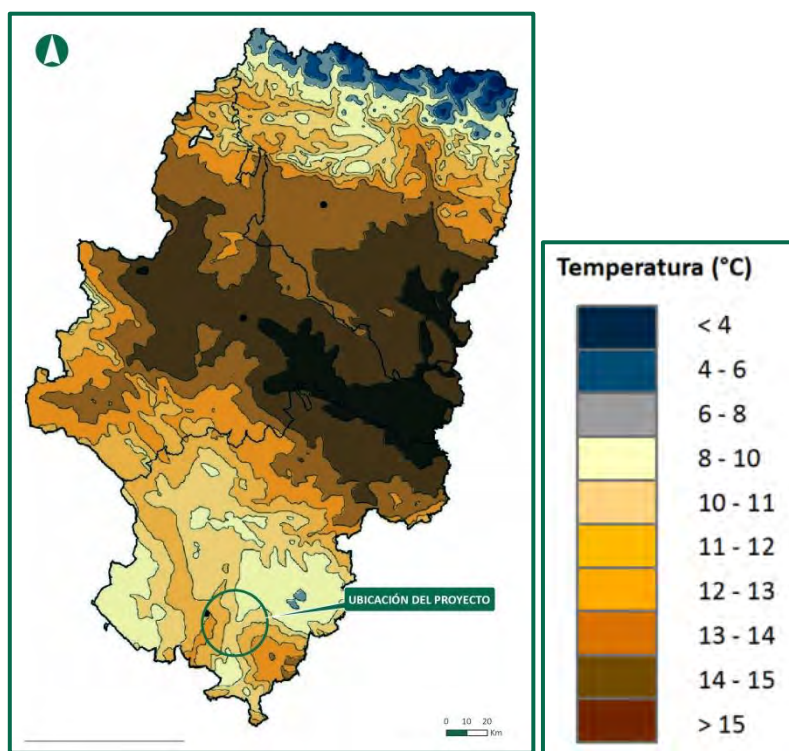 UBICACIÓN DEL PROYECTO
0 10 20
Km
Temperatura (°C)
< 4
4 - 6
6 - 8
8 - 10
10 - 11
11 - 12
12 - 13
13 - 14
14 - 15
> 15